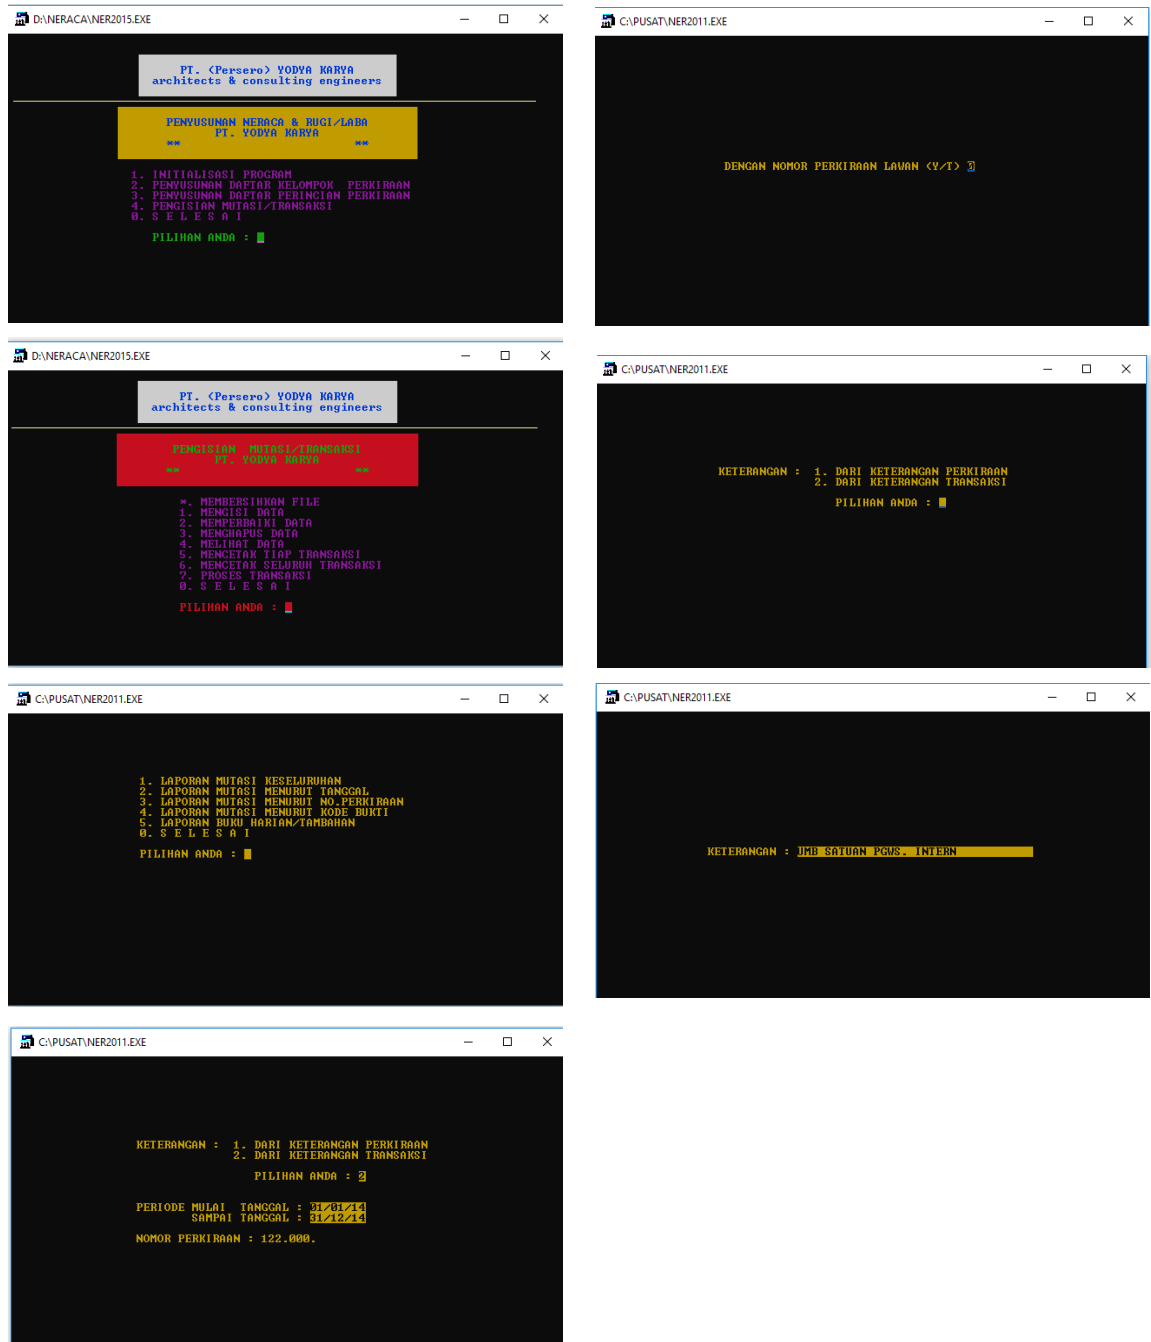 D:\NERACA\NER2015.EXE
PT. (Persero) YODYA KARYA
architects & consulting engineers
PENYUSUNAN NERACA & RUGI/LABA
PT. YODYA KARYA
** **
1. INITIALISASI PROGRAM
2. PENYUSUNAN DAFTAR KELOMPOK PERKIRAAN
3. PENYUSUNAN DAFTAR PERINCIAN PERKIRAAN
4. PENGISIAN MUTASI/TRANSAKSI
0. S E L E S A I
PILIHAN ANDA :
C:\PUSAT\NER2011.EXE
DENGAN NOMOR PERKIRAAN LAWAN (Y/T)
D:\NERACA\NER2015.EXE
PT. (Persero) YODYA KARYA
architects & consulting engineers
PENGISIAN MUTASI/TRANSAKSI
PT. YODYA KARYA
** **
*. MEMBERSIHKAN FILE
1. MENGISI DATA
2. MEMPERBAIKI DATA
3. MENGHAPUS DATA
4. MELIHAT DATA
5. MENCETAK TIAP TRANSAKSI
6. MENCETAK SELURUH TRANSAKSI
7. PROSES TRANSAKSI
0. S E L E S A I
PILIHAN ANDA :
C:\PUSAT\NER2011.EXE
KETERANGAN : 1. DARI KETERANGAN PERKIRAAN
2. DARI KETERANGAN TRANSAKSI
PILIHAN ANDA :
C:\PUSAT\NER2011.EXE
1. LAPORAN MUTASI KESELURUHAN
2. LAPORAN MUTASI MENURUT TANGGAL
3. LAPORAN MUTASI MENURUT NO.PERKIRAAN
4. LAPORAN MUTASI MENURUT KODE BUKTI
5. LAPORAN BUKU HARIAN/TAMBAHAN
0. S E L E S A I
PILIHAN ANDA :
C:\PUSAT\NER2011.EXE
KETERANGAN : UMB SATUAN PGWS. INTERN
C:\PUSAT\NER2011.EXE
KETERANGAN : 1. DARI KETERANGAN PERKIRAAN
2. DARI KETERANGAN TRANSAKSI
PILIHAN ANDA : 2
PERIODE MULAI TANGGAL : 01/01/14
SAMPAI TANGGAL : 31/12/14
NOMOR PERKIRAAN : 122.000.